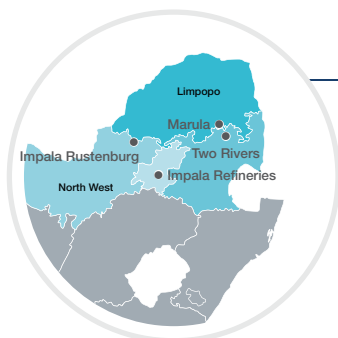 Limpopo
Marula
Impala Rustenburg
Two Rivers
Impala Refineries
North West